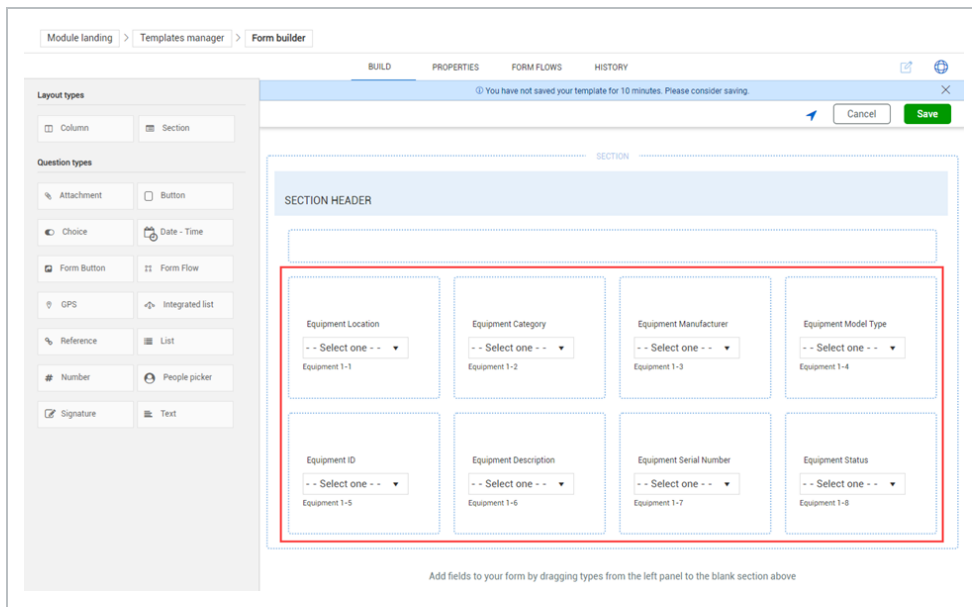 Module landing > Templates manager > Form builder
BUILD PROPERTIES FORM FLOWS HISTORY
You have not saved your template for 10 minutes. Please consider saving.
Cancel Save
Layout types
Column Section
Question types
Attachment Button
Choice Date - Time
Form Button Form Flow
GPS Integrated list
Reference List
Number People picker
Signature Text
SECTION
SECTION HEADER
Equipment Location Equipment Category Equipment Manufacturer Equipment Model Type
- - Select one - - - - Select one - - - - Select one - - - - Select one - -
Equipment 1-1 Equipment 1-2 Equipment 1-3 Equipment 1-4
Equipment ID Equipment Description Equipment Serial Number Equipment Status
- - Select one - - - - Select one - - - - Select one - - - - Select one - -
Equipment 1-5 Equipment 1-6 Equipment 1-7 Equipment 1-8
Add fields to your form by dragging types from the left panel to the blank section above